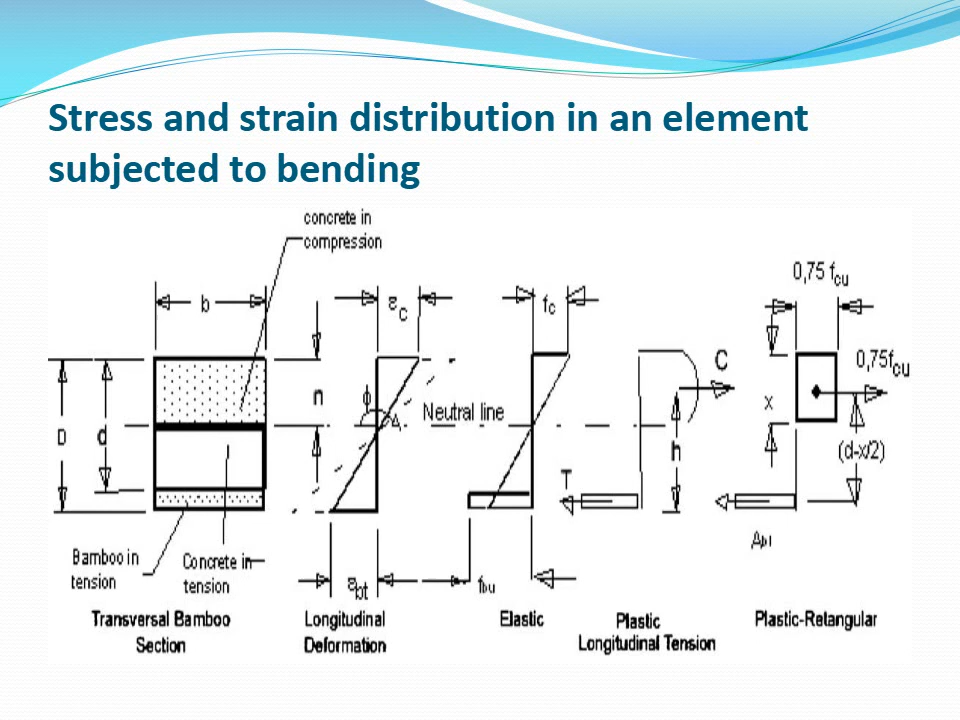 Stress and strain distribution in an element
subjected to bending
concrete in
compression
b
εc
fc
0,75 fcu
D
d
n
ϕ
Neutral line
C
h
T
x
0,75fcu
(d-x/2)
Bamboo in
tension
Concrete in
tension
εbt
fbu
Abt
Transversal Bamboo
Section
Longitudinal
Deformation
Elastic
Plastic
Longitudinal Tension
Plastic-Retangular